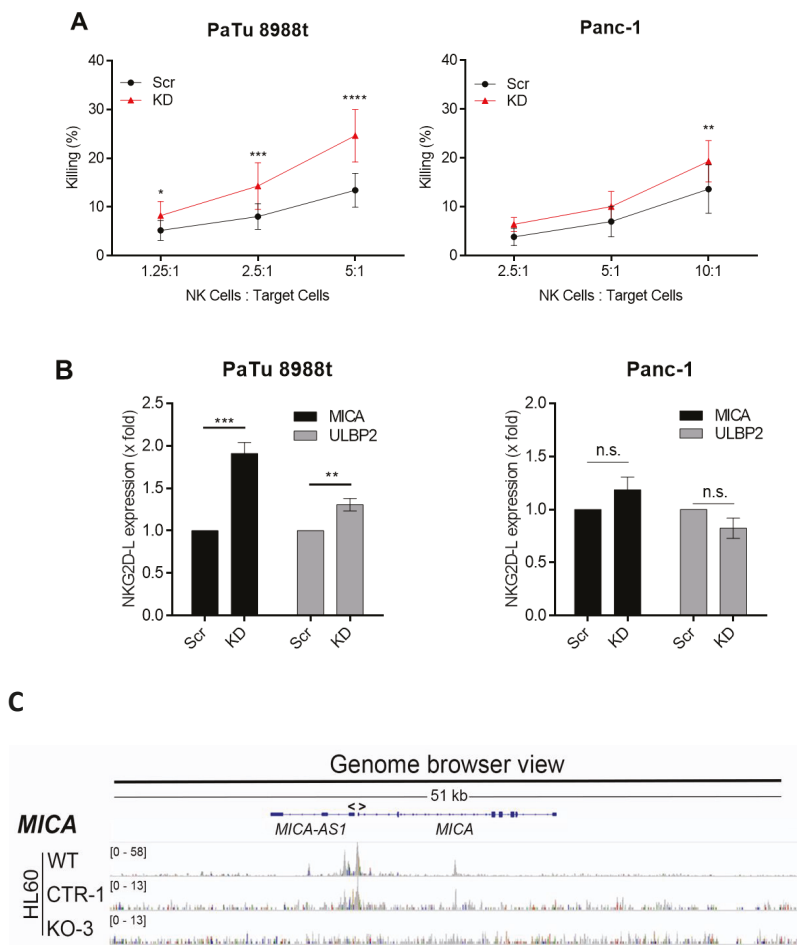 A
PaTu 8988t
Panc-1
Killing (%)
40
30
20
10
0
Scr
KD
*
***
****
1.25:1
2.5:1
5:1
NK Cells : Target Cells
Killing (%)
40
30
20
10
0
Scr
KD
**
2.5:1
5:1
10:1
NK Cells : Target Cells
B
PaTu 8988t
Panc-1
NKG2D-L expression (x fold)
2.5
2.0
1.5
1.0
0.5
0.0
***
**
MICA
ULBP2
Scr
KD
Scr
KD
NKG2D-L expression (x fold)
2.0
1.5
1.0
0.5
0.0
n.s.
n.s.
MICA
ULBP2
Scr
KD
Scr
KD
C
Genome browser view
51 kb
< >
MICA
MICA-AS1
MICA
HL60
WT
[0 - 58]
CTR-1
[0 - 13]
KO-3
[0 - 13]